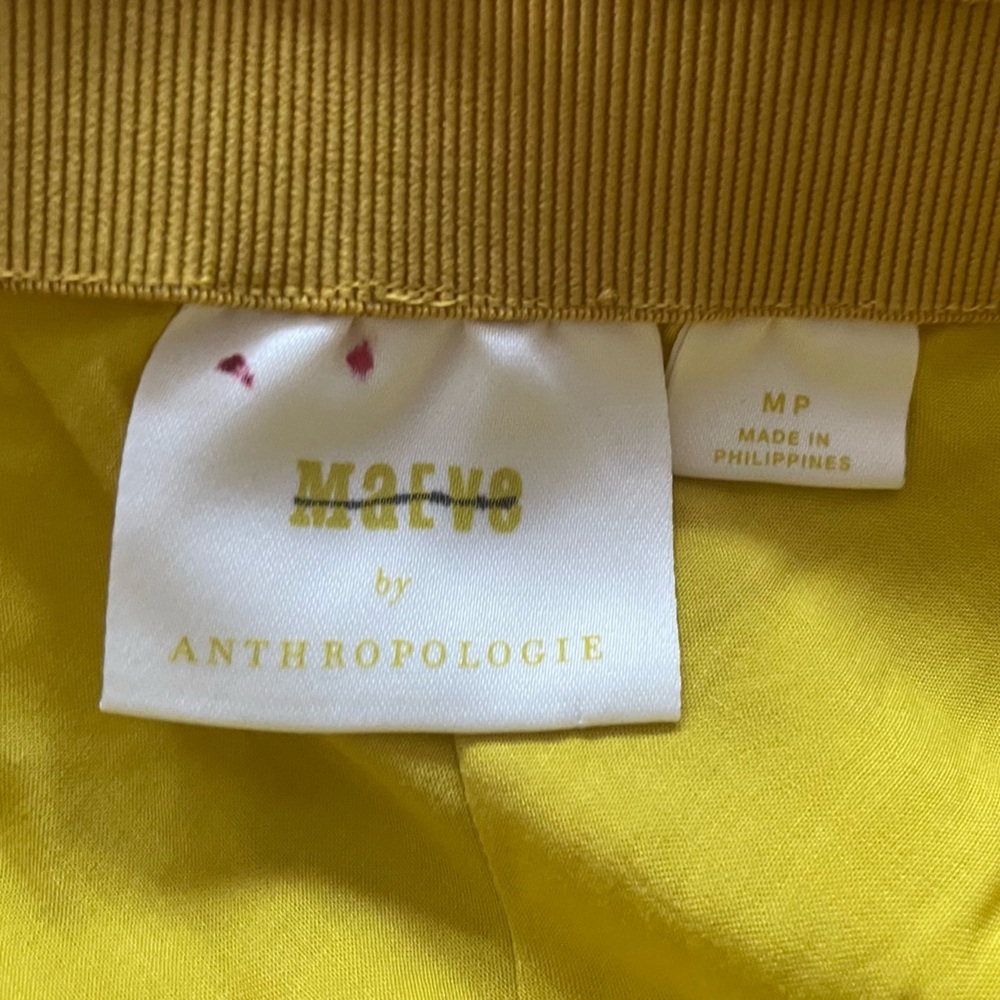 Maeve
by
ANTHROPOLOGIE
MP
MADE IN
PHILIPPINES